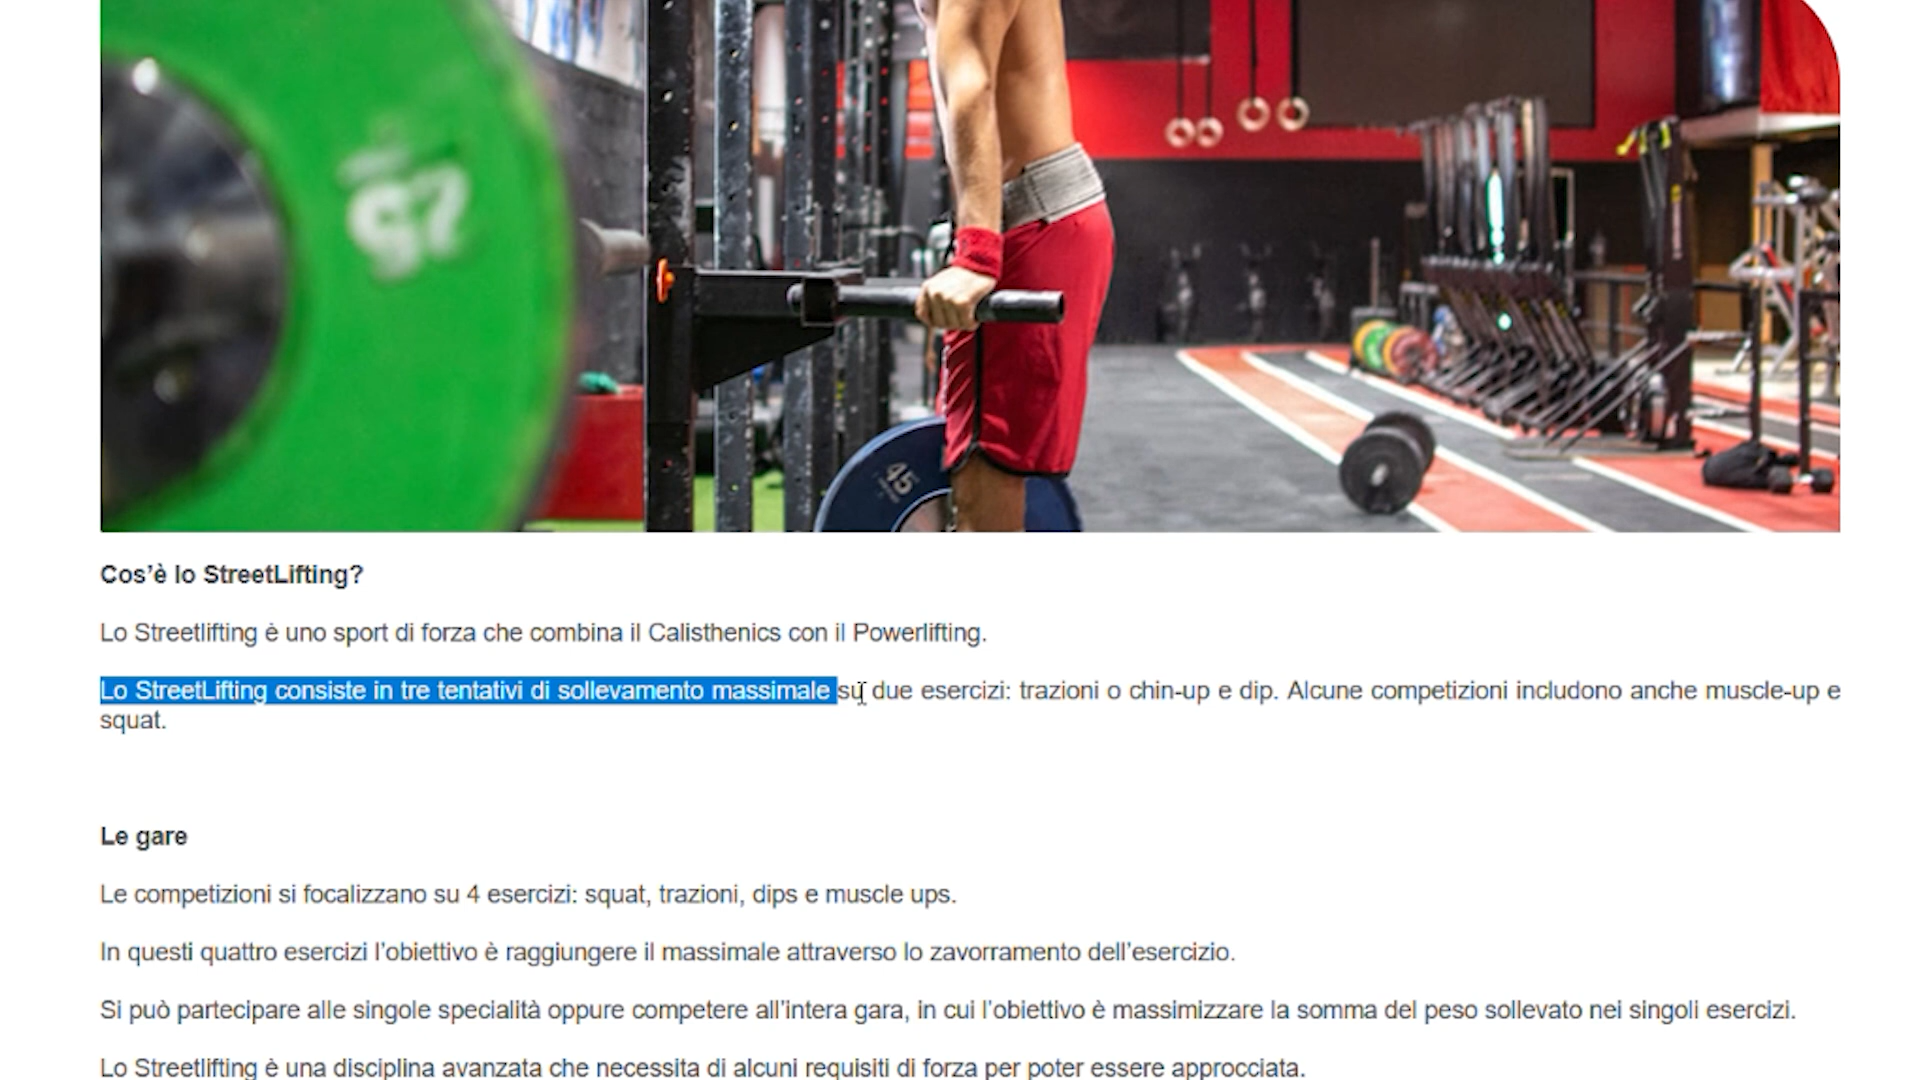 25
45
Cos’è lo StreetLifting?
Lo Streetlifting è uno sport di forza che combina il Calisthenics con il Powerlifting.
Lo StreetLifting consiste in tre tentativi di sollevamento massimale su due esercizi: trazioni o chin-up e dip. Alcune competizioni includono anche muscle-up e
squat.
Le gare
Le competizioni si focalizzano su 4 esercizi: squat, trazioni, dips e muscle ups.
In questi quattro esercizi l’obiettivo è raggiungere il massimale attraverso lo zavorramento dell’esercizio.
Si può partecipare alle singole specialità oppure competere all’intera gara, in cui l’obiettivo è massimizzare la somma del peso sollevato nei singoli esercizi.
Lo Streetlifting è una disciplina avanzata che necessita di alcuni requisiti di forza per poter essere approcciata.